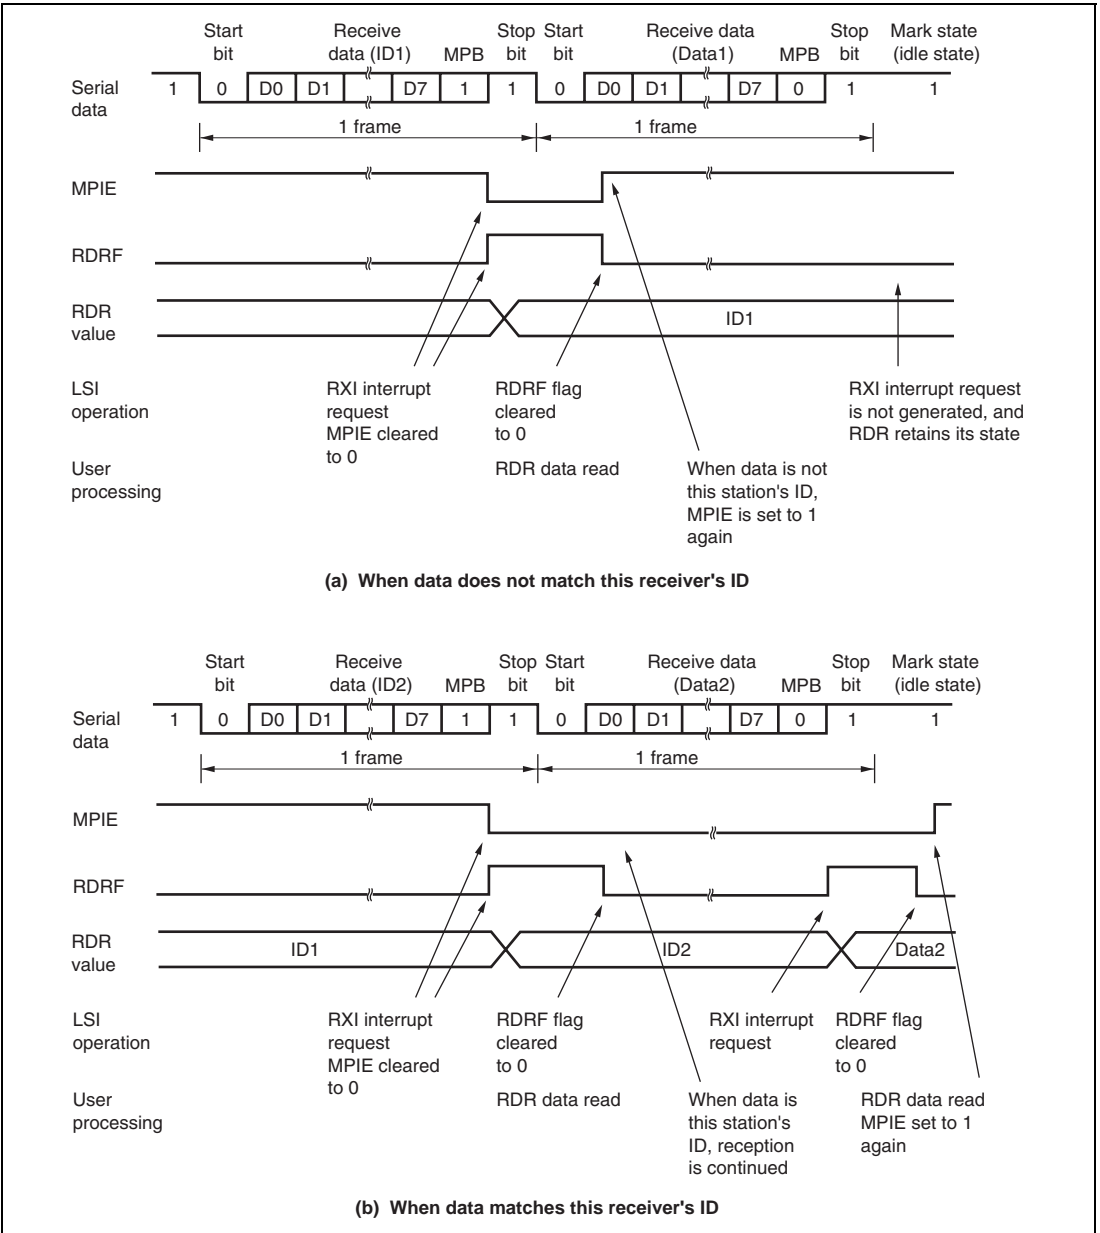 Start bit
Receive data (ID1)
MPB
Stop bit
Start bit
Receive data (Data1)
MPB
Stop bit
Mark state (idle state)
Serial data
1 0 D0 D1 D7 1 1 0 D0 D1 D7 0 1 1
1 frame
1 frame
MPIE
RDRF
RDR value
ID1
LSI operation
RXI interrupt request MPIE cleared to 0
RDRF flag cleared to 0
RXI interrupt request is not generated, and RDR retains its state
User processing
RDR data read
When data is not this station's ID, MPIE is set to 1 again
(a) When data does not match this receiver's ID
Start bit
Receive data (ID2)
MPB
Stop bit
Start bit
Receive data (Data2)
MPB
Stop bit
Mark state (idle state)
Serial data
1 0 D0 D1 D7 1 1 0 D0 D1 D7 0 1 1
1 frame
1 frame
MPIE
RDRF
RDR value
ID1
ID2
Data2
LSI operation
RXI interrupt request MPIE cleared to 0
RDRF flag cleared to 0
RXI interrupt request
RDRF flag cleared to 0
User processing
RDR data read
When data is this station's ID, reception is continued
RDR data read MPIE set to 1 again
(b) When data matches this receiver's ID